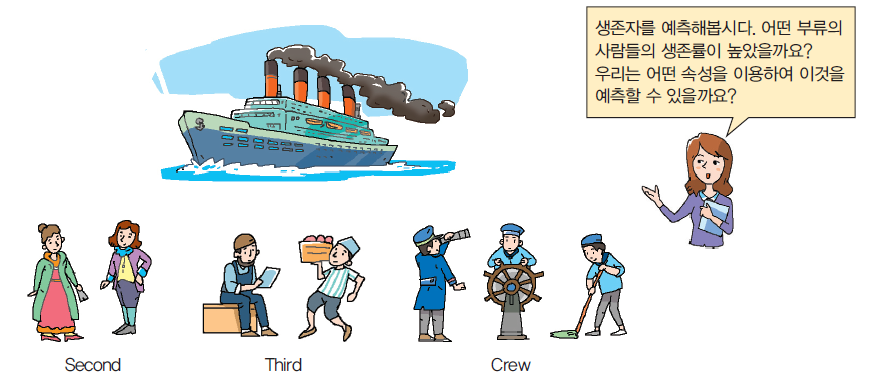 생존자를 예측해봅시다. 어떤 부류의
사람들의 생존률이 높았을까요?
우리는 어떤 속성을 이용하여 이것을
예측할 수 있을까요?
Second
Third
Crew